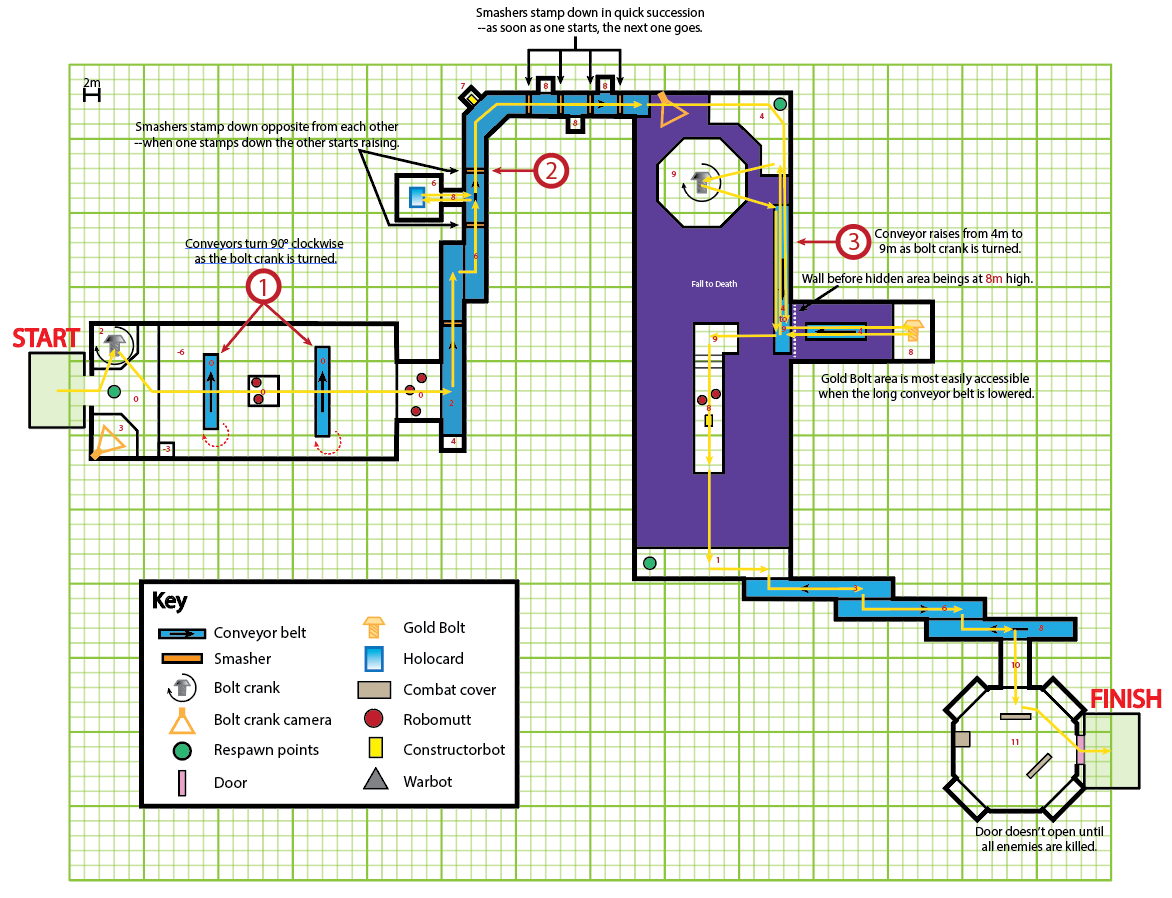 Smashers stamp down in quick succession
--as soon as one starts, the next one goes.
2m
7
8
8
8
4
Smashers stamp down opposite from each other
--when one stamps down the other starts raising.
2
9
6
8
3
Conveyor raises from 4m to
9m as bolt crank is turned.
Conveyors turn 90° clockwise
as the bolt crank is turned.
6
Wall before hidden area beings at 8m high.
Fall to Death
1
START
2
-6
9
4
8
0
0
0
0
2
3
-3
4
8
Gold Bolt area is most easily accessible
when the long conveyor belt is lowered.
1
3
6
8
10
11
Key
Conveyor belt
Smasher
Bolt crank
Bolt crank camera
Respawn points
Door
Gold Bolt
Holocard
Combat cover
Robomutt
Constructorbot
Warbot
FINISH
Door doesn't open until
all enemies are killed.